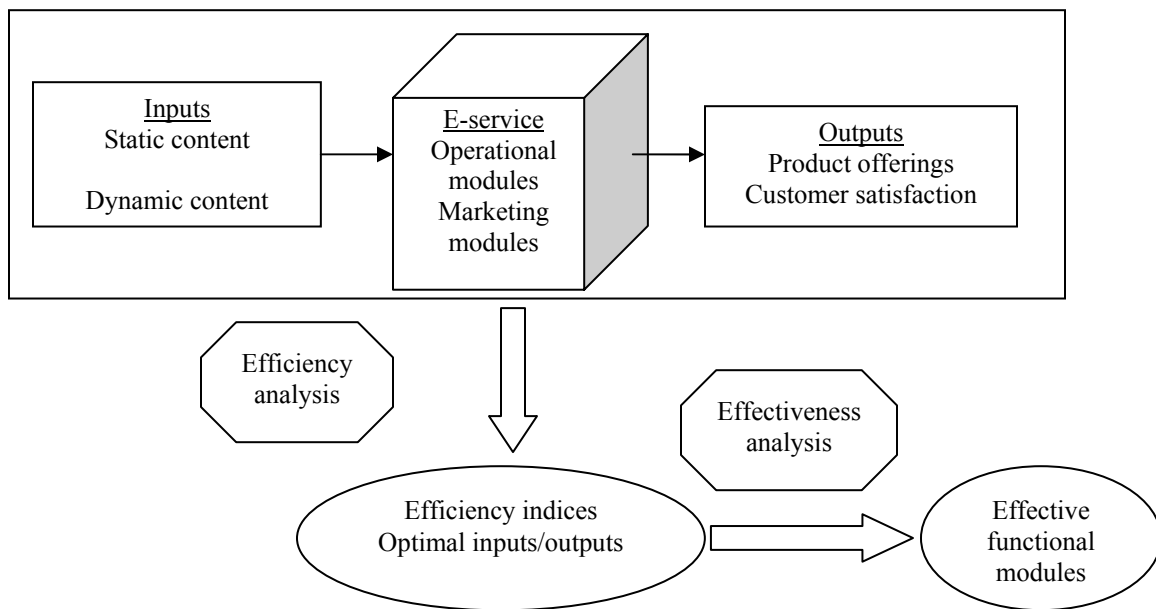 Inputs
Static content
Dynamic content
E-service
Operational
modules
Marketing
modules
Outputs
Product offerings
Customer satisfaction
Efficiency
analysis
Effectiveness
analysis
Efficiency indices
Optimal inputs/outputs
Effective
functional
modules